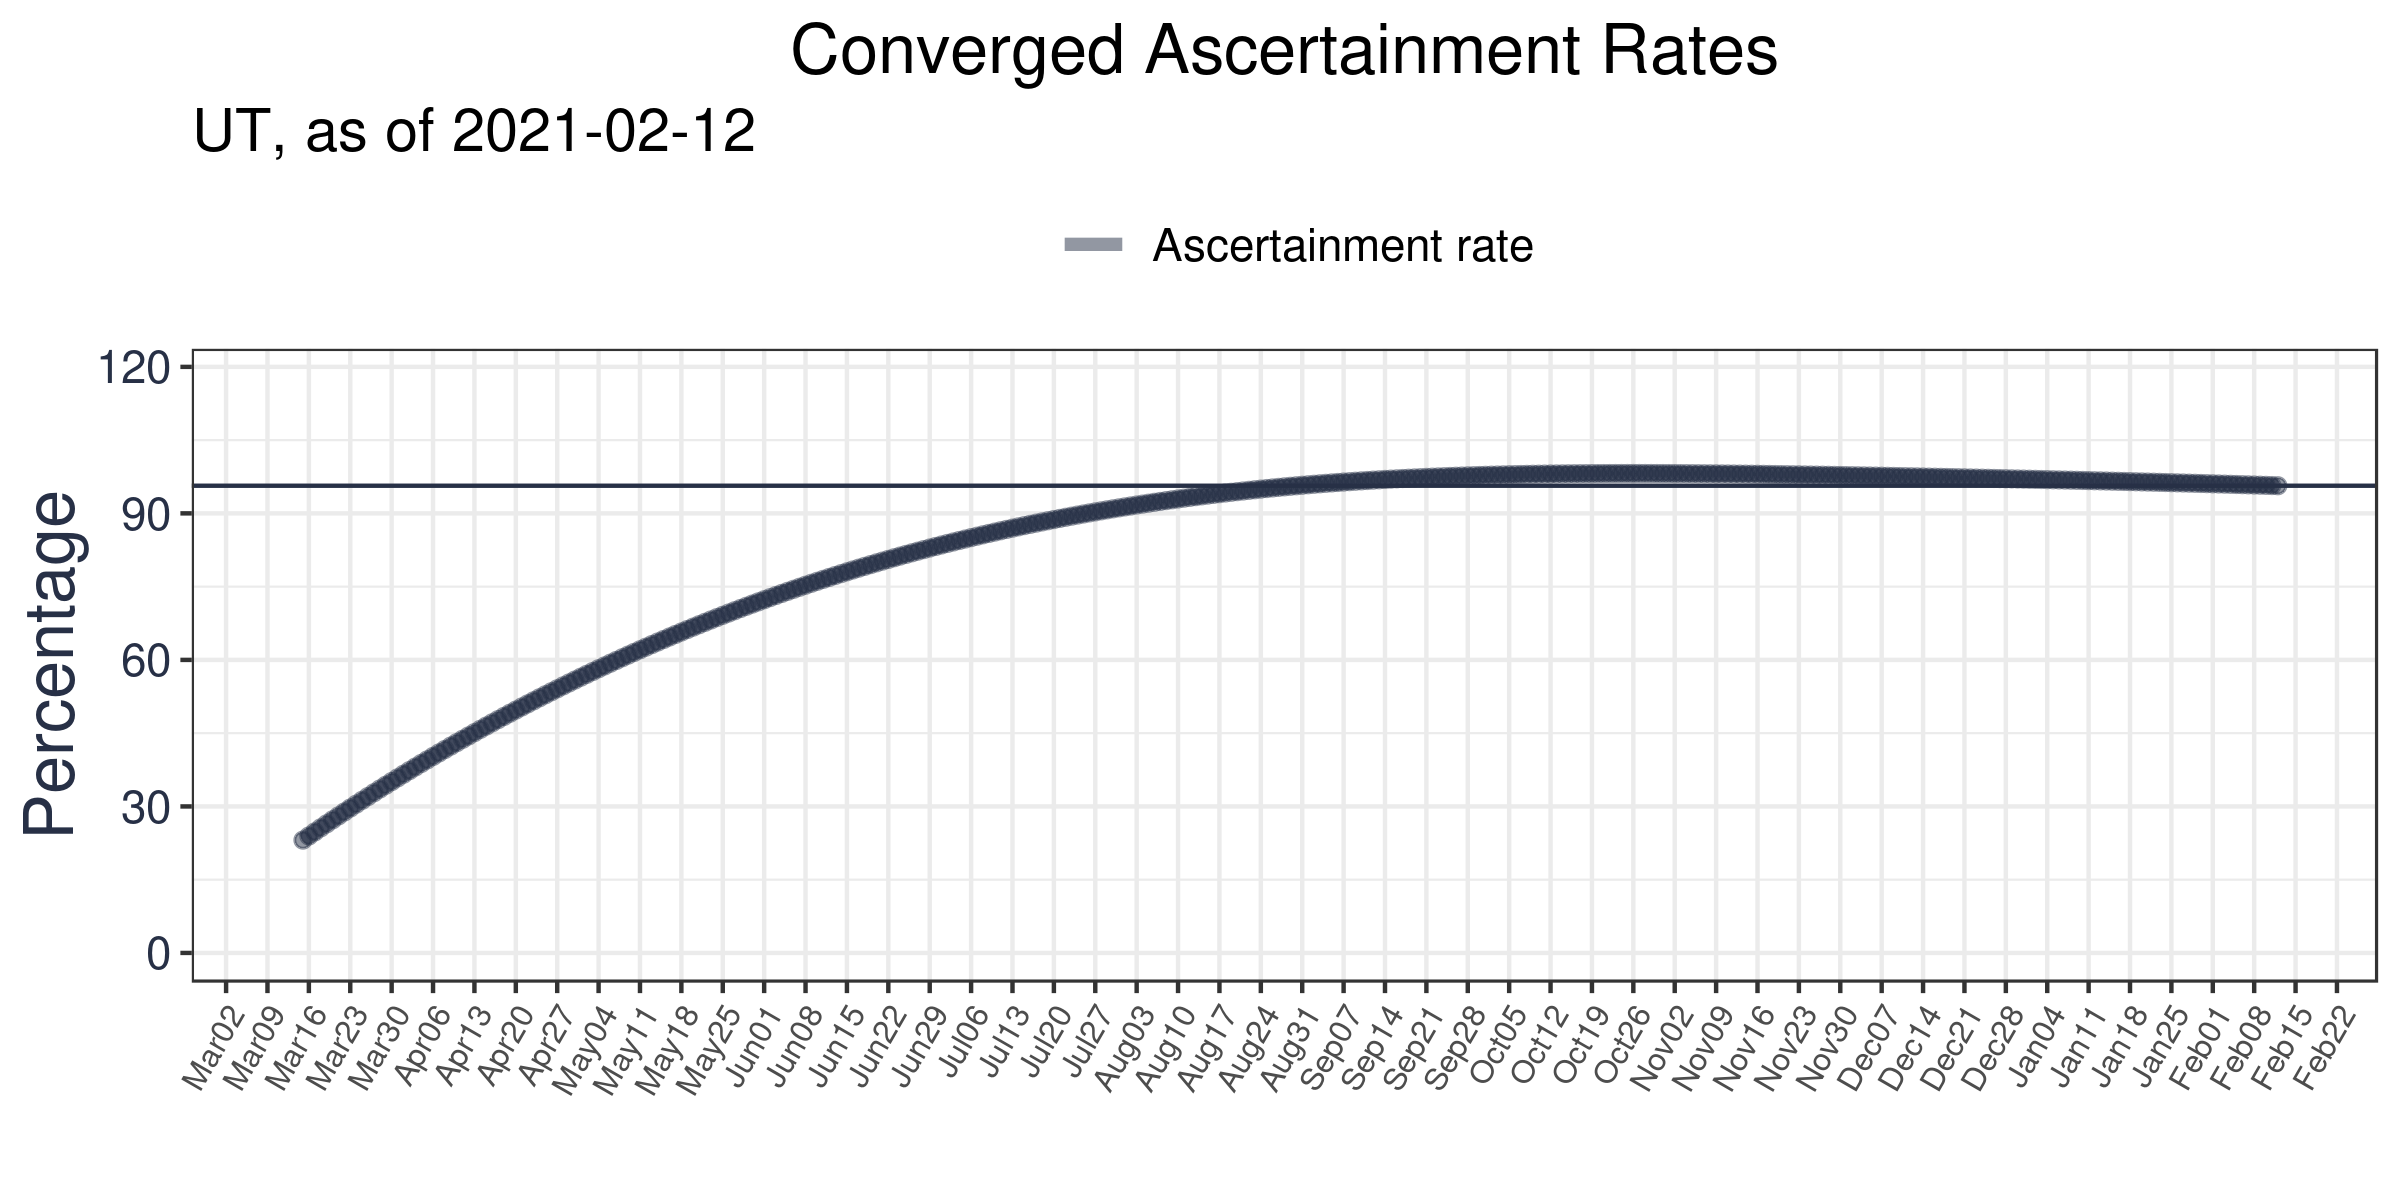 Converged Ascertainment Rates
UT, as of 2021-02-12
Ascertainment rate
Percentage
120
90
60
30
0
Mar02
Mar09
Mar16
Mar23
Mar30
Apr06
Apr13
Apr20
Apr27
May04
May11
May18
May25
Jun01
Jun08
Jun15
Jun22
Jun29
Jul06
Jul13
Jul20
Jul27
Aug03
Aug10
Aug17
Aug24
Aug31
Sep07
Sep14
Sep21
Sep28
Oct05
Oct12
Oct19
Oct26
Nov02
Nov09
Nov16
Nov23
Nov30
Dec07
Dec14
Dec21
Dec28
Jan04
Jan11
Jan18
Jan25
Feb01
Feb08
Feb15
Feb22